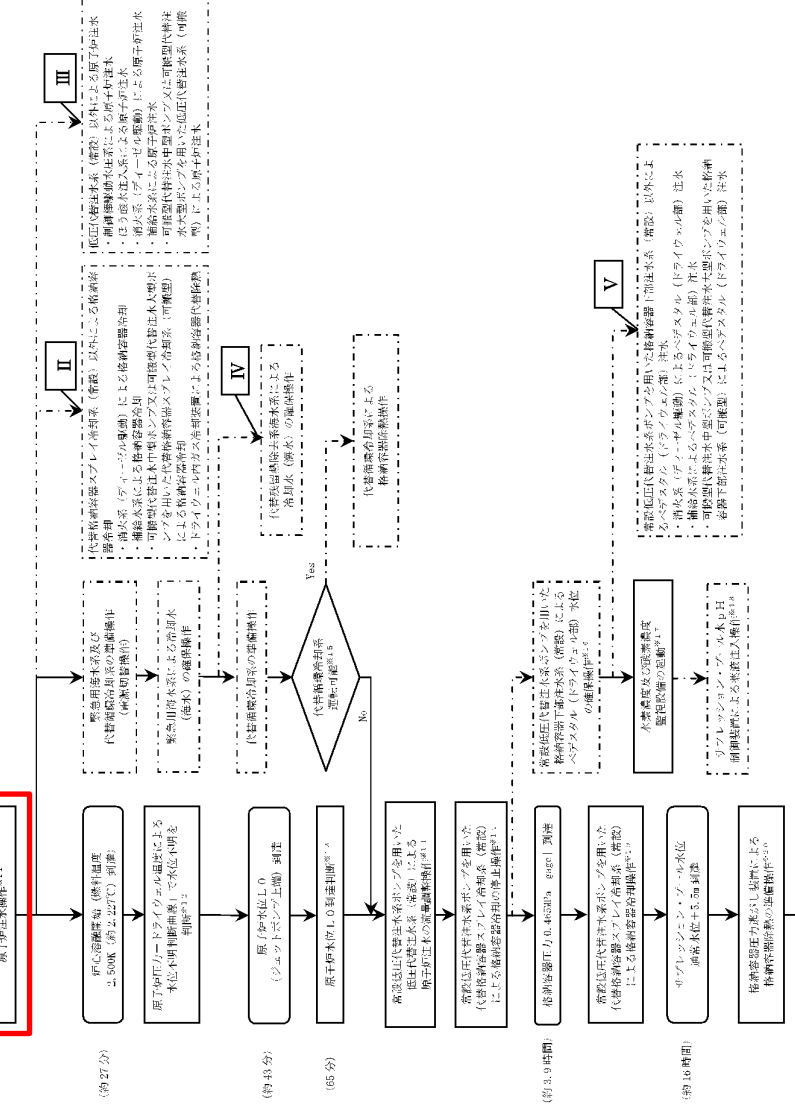 原子炉注水操作
(約27分)
炉心溶融開始(燃料温度
2,500K(約2,227℃)到達)
原子炉圧力－ドライウェル温度による
水位不明判断曲線」で水位不明を
判断
(約43分)
原子炉水位L0
(ジェットポンプ上端)到達
(65分)
原子炉水位L0到達判断
常設低圧代替注水系ポンプを用いた
低圧代替注水系(常設)による
原子炉注水の流量調整操作
常設低圧代替注水系ポンプを用いた
代替格納容器スプレイ冷却系(常設)
による格納容器冷却の停止操作
(約3.9時間)
格納容器圧力0.465MPa[gage]到達
常設低圧代替注水系ポンプを用いた
代替格納容器スプレイ冷却系(常設)
による格納容器冷却操作
(約16時間)
サプレッション・プール水位
通常水位+5.5m到達
格納容器圧力逃がし装置による
格納容器除熱の準備操作
緊急用海水系及び
代替循環冷却系の準備操作
(電源切替操作)
緊急用海水系による冷却水
(海水)の確保操作
代替循環冷却系の準備操作
代替循環冷却系
運転可能
Yes
No
常設低圧代替注水系ポンプを用いた
格納容器下部注水系(常設)による
ペデスタル(ドライウェル部)水位
の確保操作
水素濃度及び酸素濃度
監視設備の起動
サプレッション・プール水pH
制御装置による薬液注入操作
II
代替格納容器スプレイ冷却系(常設)以外による格納容
器冷却
・消火系(ディーゼル駆動)による格納容器冷却
・補給水系による格納容器冷却
・可搬型代替注水中型ポンプ又は可搬型代替注水大型ポ
ンプを用いた代替格納容器スプレイ冷却系(可搬型)
による格納容器冷却
・ドライウェル内ガス冷却装置による格納容器代替除熱
III
低圧代替注水系(常設)以外による原子炉注水
・制御棒駆動水圧系による原子炉注水
・ほう酸水注入系による原子炉注水
・消火系(ディーゼル駆動)による原子炉注水
・補給水系による原子炉注水
・可搬型代替注水中型ポンプ又は可搬型代替注
水大型ポンプを用いた低圧代替注水系(可搬
型)による原子炉注水
IV
代替残留熱除去系海水系による
冷却水(海水)の確保操作
代替循環冷却系による
格納容器除熱操作
V
常設低圧代替注水系ポンプを用いた格納容器下部注水系(常設)以外によ
るペデスタル(ドライウェル部)注水
・消火系(ディーゼル駆動)によるペデスタル(ドライウェル部)注水
・補給水系によるペデスタル(ドライウェル部)注水
・可搬型代替注水中型ポンプ又は可搬型代替注水大型ポンプを用いた格納
容器下部注水系(可搬型)によるペデスタル(ドライウェル部)注水